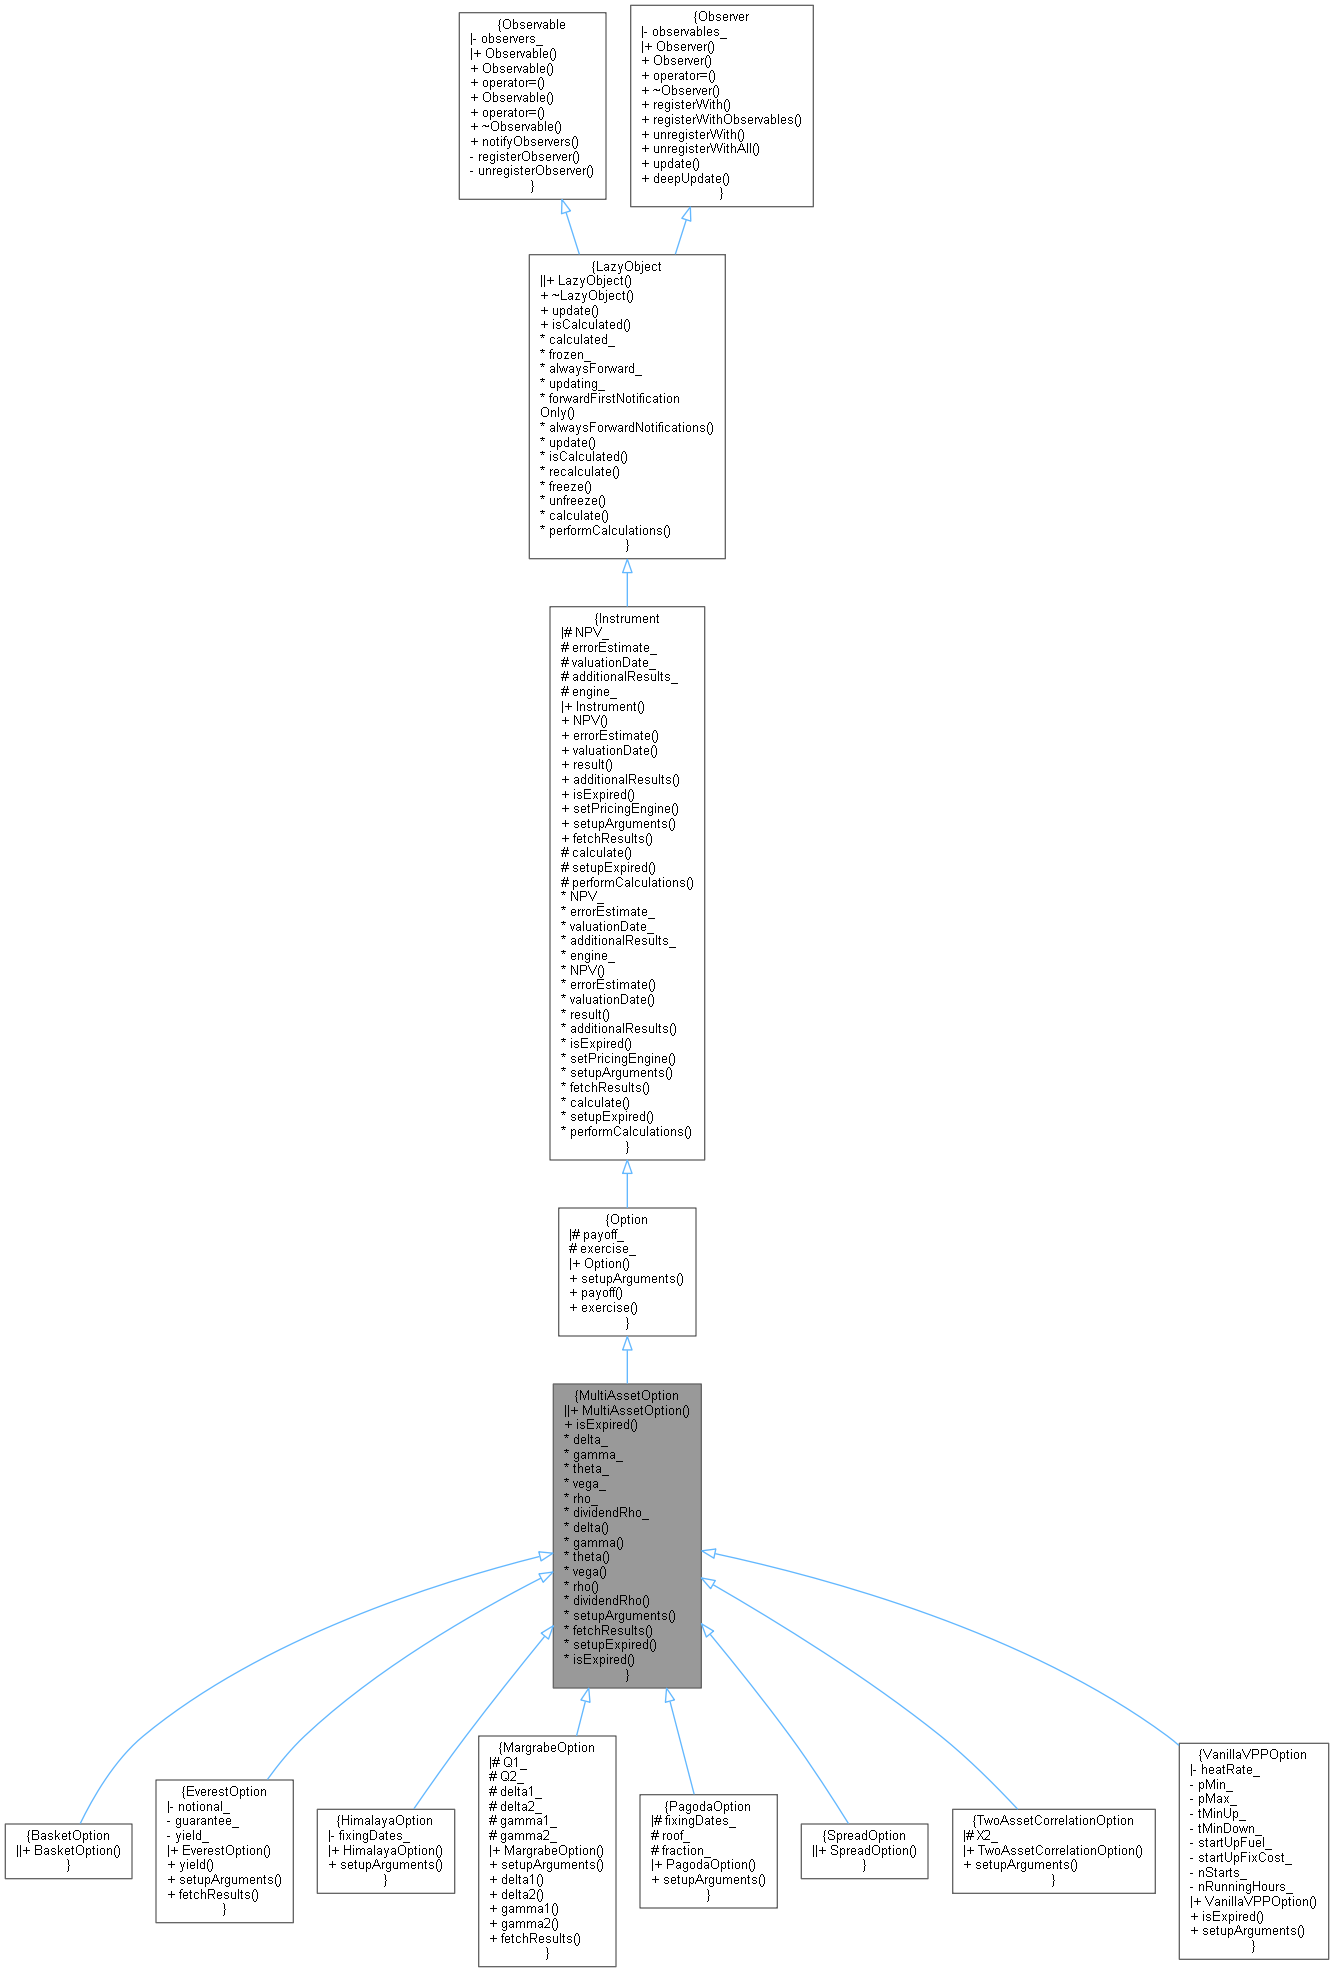 {Observable
|- observers_
|+ Observable()
+ Observable()
+ operator=()
+ Observable()
+ operator=()
+ ~Observable()
+ notifyObservers()
- registerObserver()
- unregisterObserver()
}
{Observer
|- observables_
|+ Observer()
+ Observer()
+ operator=()
+ ~Observer()
+ registerWith()
+ registerWithObservables()
+ unregisterWith()
+ unregisterWithAll()
+ update()
+ deepUpdate()
}
{LazyObject
||+ LazyObject()
+ ~LazyObject()
+ update()
+ isCalculated()
* calculated_
* frozen_
* alwaysForward_
* updating_
* forwardFirstNotification
Only()
* alwaysForwardNotifications()
* update()
* isCalculated()
* recalculate()
* freeze()
* unfreeze()
* calculate()
* performCalculations()
}
{Instrument
|# NPV_
# errorEstimate_
# valuationDate_
# additionalResults_
# engine_
|+ Instrument()
+ NPV()
+ errorEstimate()
+ valuationDate()
+ result()
+ additionalResults()
+ isExpired()
+ setPricingEngine()
+ setupArguments()
+ fetchResults()
# calculate()
# setupExpired()
# performCalculations()
* NPV_
* errorEstimate_
* valuationDate_
* additionalResults_
* engine_
* NPV()
* errorEstimate()
* valuationDate()
* result()
* additionalResults()
* isExpired()
* setPricingEngine()
* setupArguments()
* fetchResults()
* calculate()
* setupExpired()
* performCalculations()
}
{Option
|# payoff_
# exercise_
|+ Option()
+ setupArguments()
+ payoff()
+ exercise()
}
{MultiAssetOption
||+ MultiAssetOption()
+ isExpired()
* delta_
* gamma_
* theta_
* vega_
* rho_
* dividendRho_
* delta()
* gamma()
* theta()
* vega()
* rho()
* dividendRho()
* setupArguments()
* fetchResults()
* setupExpired()
* isExpired()
}
{BasketOption
||+ BasketOption()
}
{EverestOption
|- notional_
- guarantee_
- yield_
|+ EverestOption()
+ yield()
+ setupArguments()
+ fetchResults()
}
{HimalayaOption
|- fixingDates_
|+ HimalayaOption()
+ setupArguments()
}
{MargrabeOption
|# Q1_
# Q2_
# delta1_
# delta2_
# gamma1_
# gamma2_
|+ MargrabeOption()
+ setupArguments()
+ delta1()
+ delta2()
+ gamma1()
+ gamma2()
+ fetchResults()
}
{PagodaOption
|# fixingDates_
# roof_
# fraction_
|+ PagodaOption()
+ setupArguments()
}
{SpreadOption
||+ SpreadOption()
}
{TwoAssetCorrelationOption
|# X2_
|+ TwoAssetCorrelationOption()
+ setupArguments()
}
{VanillaVPPOption
|- heatRate_
- pMin_
- pMax_
- tMinUp_
- tMinDown_
- startUpFuel_
- startUpFixCost_
- nStarts_
- nRunningHours_
|+ VanillaVPPOption()
+ isExpired()
+ setupArguments()
}